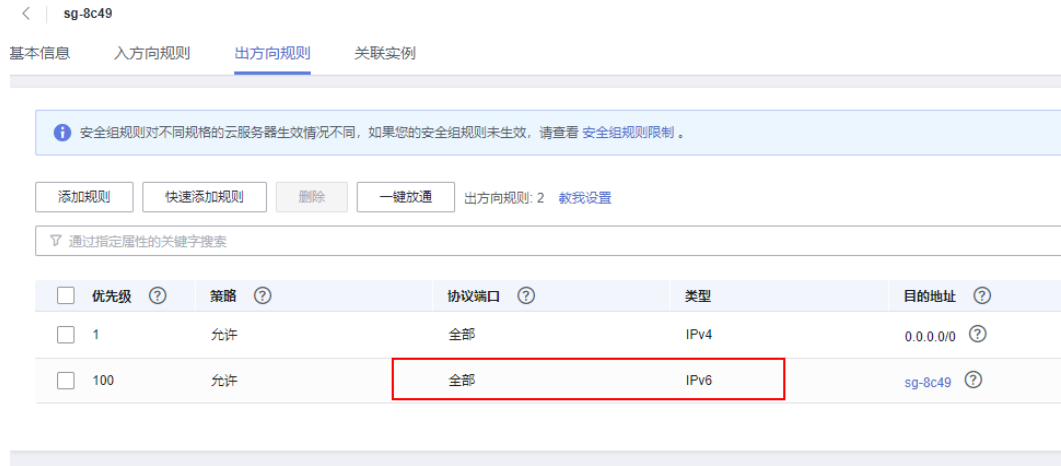 sg-8c49
基本信息 入方向规则 出方向规则 关联实例
安全组规则对不同规格的云服务器生效情况不同，如果您的安全组规则未生效，请查看 安全组规则限制 。
添加规则 快速添加规则 删除 一键放通 出方向规则: 2 教我设置
通过指定属性的关键字搜索
优先级 策略 协议端口 类型 目的地址
1 允许 全部 IPv4 0.0.0.0/0
100 允许 全部 IPv6 sg-8c49